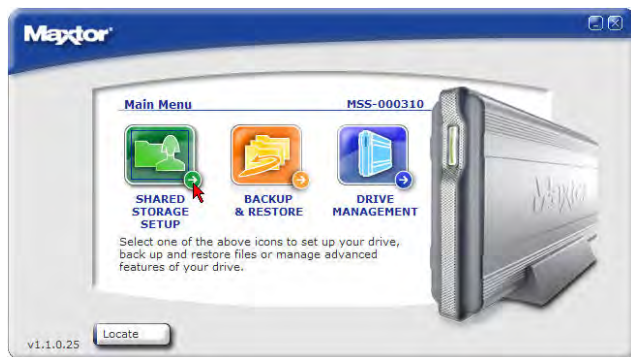 Maxtor
Main Menu MSS-000310
SHARED STORAGE SETUP
BACKUP & RESTORE
DRIVE MANAGEMENT
Select one of the above icons to set up your drive,
back up and restore files or manage advanced
features of your drive.
Maxtor
Locate
v1.1.0.25